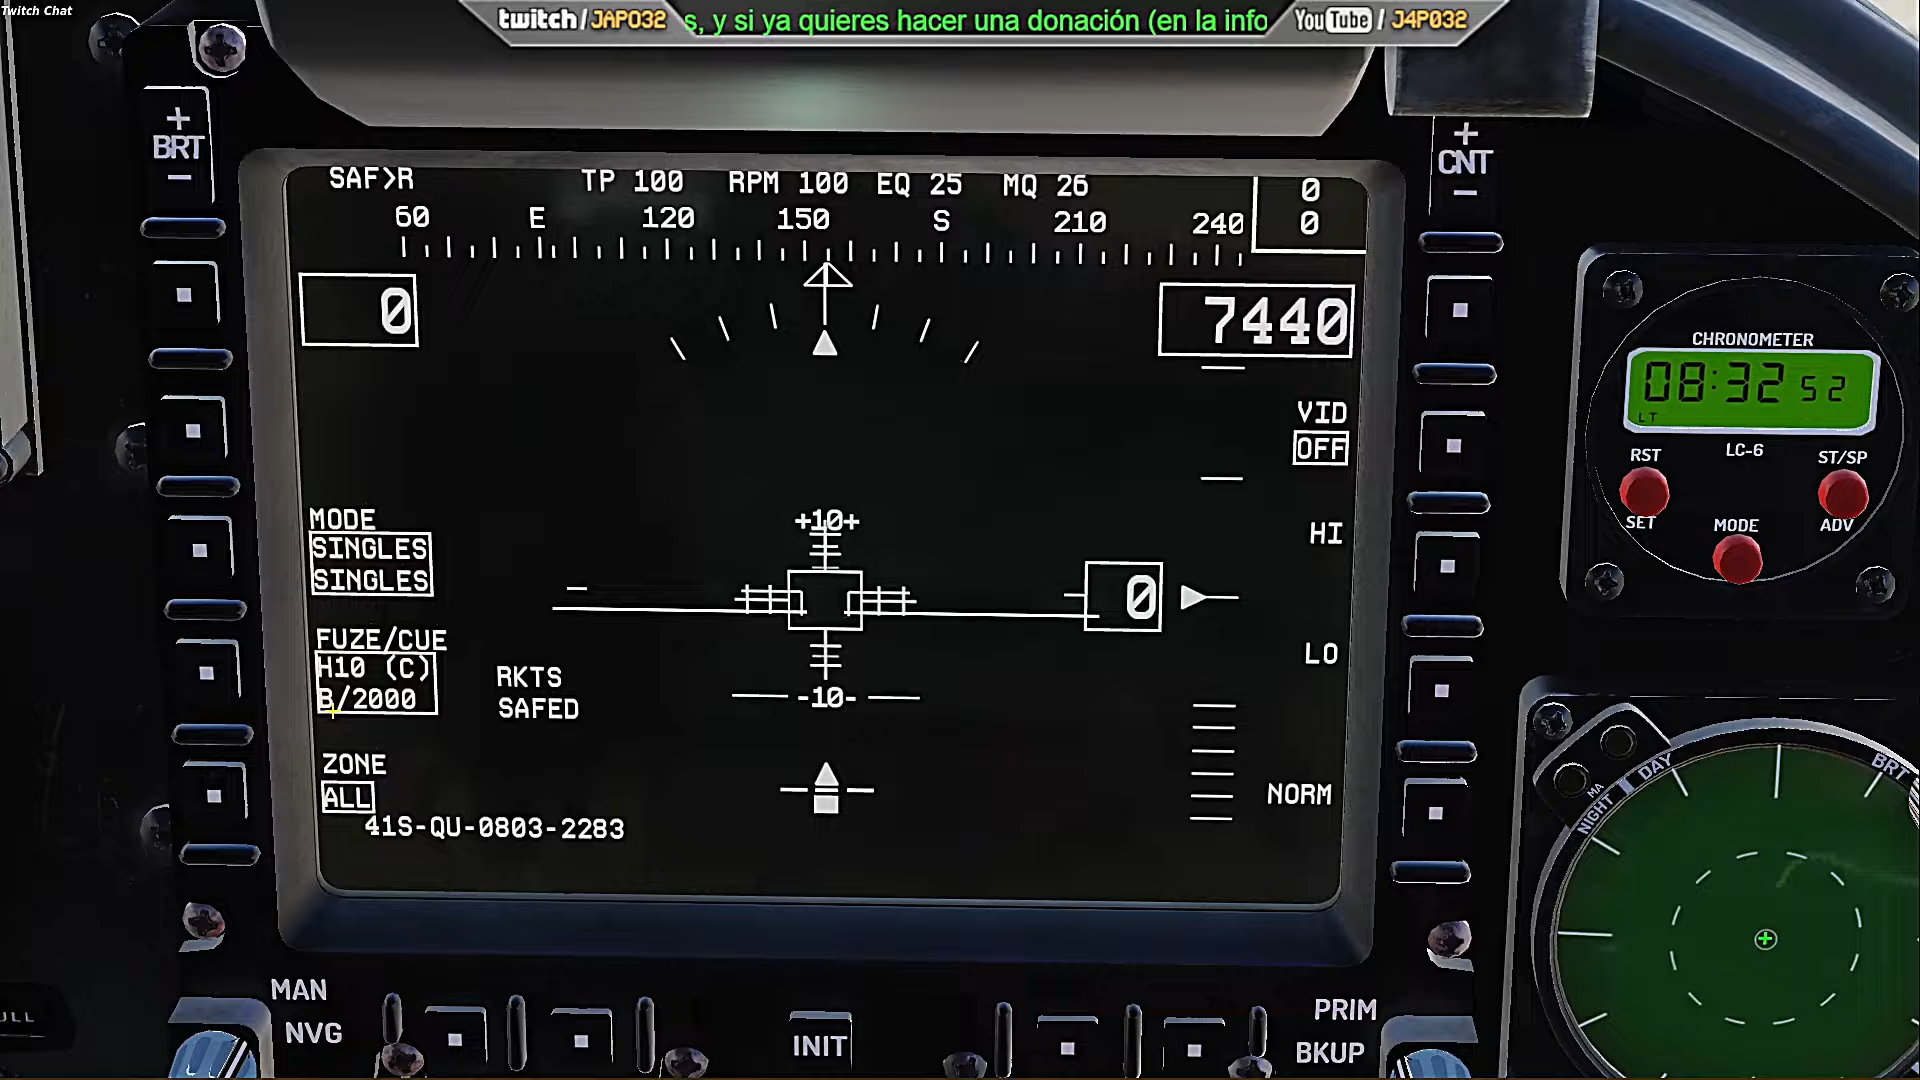 Twitch Chat
twitch/JAPO32 s, y si ya quieres hacer una donación (en la info YouTube / J4P032
+
BRT
−
+
CNT
−
SAF>R TP 100 RPM 100 EQ 25 MQ 26 0
0
60 E 120 150 S 210 240
0
7440
VID
OFF
HI
LO
NORM
MODE
SINGLES
SINGLES
FUZE/CUE
H10 (C)
B/2000
RKTS
SAFED
ZONE
ALL
41S-QU-0803-2283
+10+
0
-10-
CHRONOMETER
08:32 52
LT
LC-6
RST
ST/SP
SET
MODE
ADV
MA
NIGHT DAY
BRT
MAN
NVG
INIT
PRIM
BKUP